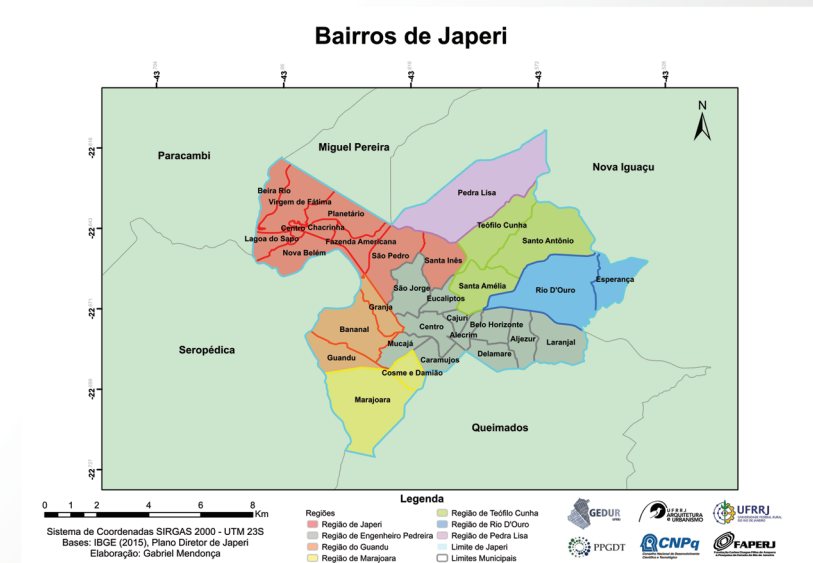 Bairros de Japeri
-43
-43
-43
-43
-43
N
Paracambi
Miguel Pereira
Nova Iguaçu
Seropédica
Queimados
Pedra Lisa
Beira Rio
Virgem de Fátima
Planetário
Centro
Chacrinha
Lagoa do Sapo
Fazenda Americana
Nova Belém
São Pedro
Santa Inês
Teófilo Cunha
Santo Antônio
Santa Amélia
Rio D'Ouro
Esperança
São Jorge
Eucaliptos
Granja
Cajuri
Bananal
Centro
Belo Horizonte
Alecrim
Aljezur
Laranjal
Mucajá
Guandu
Caramujos
Delamare
Cosme e Damião
Marajoara
-22
-22
-22
-22
-22
0 1 2 4 6 8
Km
Sistema de Coordenadas SIRGAS 2000 - UTM 23S
Bases: IBGE (2015), Plano Diretor de Japeri
Elaboração: Gabriel Mendonça
Legenda
Regiões
Região de Japeri
Região de Engenheiro Pedreira
Região do Guandu
Região de Marajoara
Região de Teófilo Cunha
Região de Rio D'Ouro
Região de Pedra Lisa
Limite de Japeri
Limites Municipais
GEDUR
UFRRJ
ARQUITETURA
e URBANISMO
UFRRJ
PPGDT
CNPq
FAPERJ